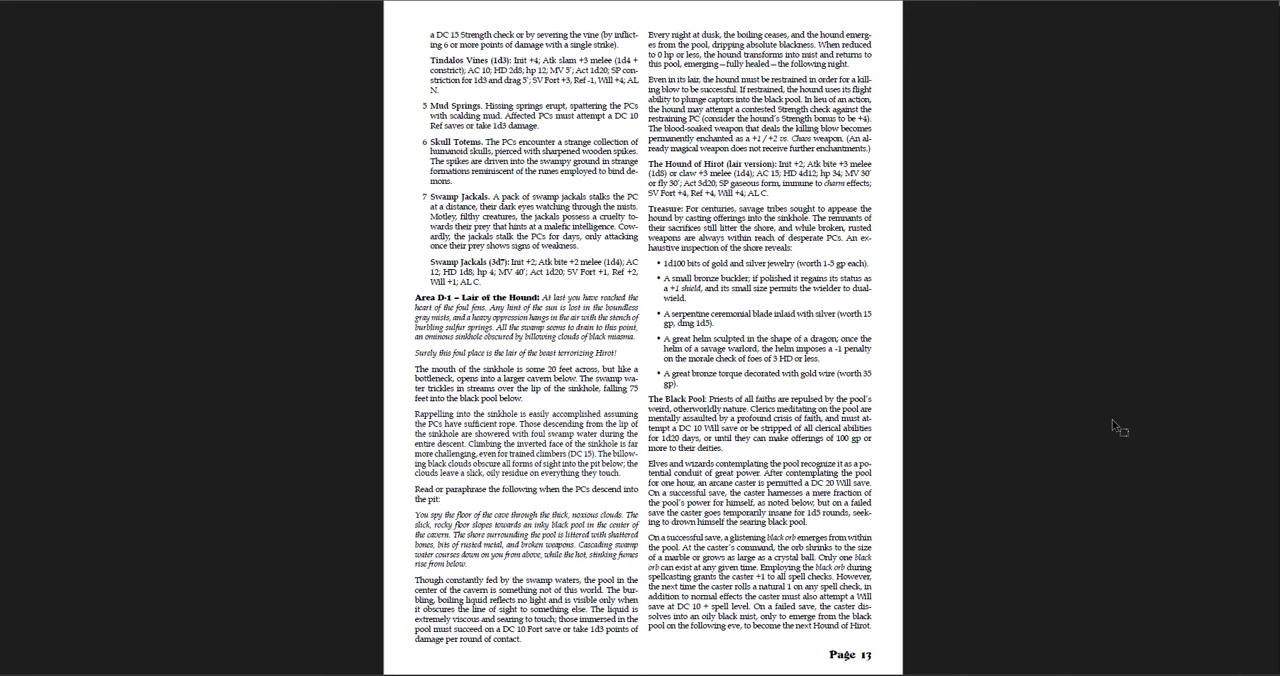 a DC 15 Strength check or by severing the vine (by inflict-
ing 6 or more points of damage with a single strike).
Tindalos Vines (1d3): Init +4; Atk slam +3 melee (1d4 +
constrict); AC 10; HD 2d8; hp 12; MV 5'; Act 1d20; SP con-
striction for 1d3 and drag 5'; SV Fort +3, Ref -1, Will +4; AL
N.
5 Mud Springs. Hissing springs erupt, spattering the PCs
with scalding mud. Affected PCs must attempt a DC 10
Ref saves or take 1d3 damage.
6 Skull Totems. The PCs encounter a strange collection of
humanoid skulls, pierced with sharpened wooden spikes.
The spikes are driven into the swampy ground in strange
formations reminiscent of the runes employed to bind de-
mons.
7 Swamp Jackals. A pack of swamp jackals stalks the PC
at a distance, their dark eyes watching through the mists.
Motley, filthy creatures, the jackals possess a cruelty to-
wards their prey that hints at a malefic intelligence. Cow-
ardly, the jackals stalk the PCs for days, only attacking
once their prey shows signs of weakness.
Swamp Jackals (3d7): Init +2; Atk bite +2 melee (1d4); AC
12; HD 1d8; hp 4; MV 40'; Act 1d20; SV Fort +1, Ref +2,
Will +1; AL C.
Area D-1 – Lair of the Hound: At last you have reached the
heart of the foul fens. Any hint of the sun is lost in the boundless
gray mists, and a heavy oppression hangs in the air with the stench of
burbling sulfur springs. All the swamp seems to drain to this point,
an ominous sinkhole obscured by billowing clouds of black miasma.
Surely this foul place is the lair of the beast terrorizing Hirot!
The mouth of the sinkhole is some 20 feet across, but like a
bottleneck, opens into a larger cavern below. The swamp wa-
ter trickles in streams over the lip of the sinkhole, falling 75
feet into the black pool below.
Rappelling into the sinkhole is easily accomplished assuming
the PCs have sufficient rope. Those descending from the lip of
the sinkhole are showered with foul swamp water during the
entire descent. Climbing the inverted face of the sinkhole is far
more challenging, even for trained climbers (DC 15). The billow-
ing black clouds obscure all forms of sight into the pit below; the
clouds leave a slick, oily residue on everything they touch.
Read or paraphrase the following when the PCs descend into
the pit:
You spy the floor of the cave through the thick, noxious clouds. The
slick, rocky floor slopes towards an inky black pool in the center of
the cavern. The shore surrounding the pool is littered with shattered
bones, bits of rusted metal, and broken weapons. Cascading swamp
water courses down on you from above, while the hot, stinking fumes
rise from below.
Though constantly fed by the swamp waters, the pool in the
center of the cavern is something not of this world. The bur-
bling, boiling liquid reflects no light and is visible only when
it obscures the line of sight to something else. The liquid is
extremely viscous and searing to touch; those immersed in the
pool must succeed on a DC 10 Fort save or take 1d3 points of
damage per round of contact.
Every night at dusk, the boiling ceases, and the hound emerg-
es from the pool, dripping absolute blackness. When reduced
to 0 hp or less, the hound transforms into mist and returns to
this pool, emerging—fully healed—the following night.
Even in its lair, the hound must be restrained in order for a kill-
ing blow to be successful. If restrained, the hound uses its flight
ability to plunge captors into the black pool. In lieu of an action,
the hound may attempt a contested Strength check against the
restraining PC (consider the hound's Strength bonus to be +4).
The blood-soaked weapon that deals the killing blow becomes
permanently enchanted as a +1 / +2 vs. Chaos weapon. (An al-
ready magical weapon does not receive further enchantments.)
The Hound of Hirot (lair version): Init +2; Atk bite +3 melee
(1d8) or claw +3 melee (1d4); AC 15; HD 4d12; hp 34; MV 30'
or fly 30'; Act 3d20; SP gaseous form, immune to charm effects;
SV Fort +4, Ref +4, Will +4; AL C.
Treasure: For centuries, savage tribes sought to appease the
hound by casting offerings into the sinkhole. The remnants of
their sacrifices still litter the shore, and while broken, rusted
weapons are always within reach of desperate PCs. An ex-
haustive inspection of the shore reveals:
• 1d100 bits of gold and silver jewelry (worth 1-5 gp each).
• A small bronze buckler; if polished it regains its status as
a +1 shield, and its small size permits the wielder to dual-
wield.
• A serpentine ceremonial blade inlaid with silver (worth 15
gp, dmg 1d5).
• A great helm sculpted in the shape of a dragon; once the
helm of a savage warlord, the helm imposes a -1 penalty
on the morale check of foes of 3 HD or less.
• A great bronze torque decorated with gold wire (worth 35
gp).
The Black Pool: Priests of all faiths are repulsed by the pool's
weird, otherworldly nature. Clerics meditating on the pool are
mentally assaulted by a profound crisis of faith, and must at-
tempt a DC 10 Will save or be stripped of all clerical abilities
for 1d20 days, or until they can make offerings of 100 gp or
more to their deities.
Elves and wizards contemplating the pool recognize it as a po-
tential conduit of great power. After contemplating the pool
for one hour, an arcane caster is permitted a DC 20 Will save.
On a successful save, the caster harnesses a mere fraction of
the pool's power for himself, as noted below, but on a failed
save the caster goes temporarily insane for 1d5 rounds, seek-
ing to drown himself the searing black pool.
On a successful save, a glistening black orb emerges from within
the pool. At the caster's command, the orb shrinks to the size
of a marble or grows as large as a crystal ball. Only one black
orb can exist at any given time. Employing the black orb during
spellcasting grants the caster +1 to all spell checks. However,
the next time the caster rolls a natural 1 on any spell check, in
addition to normal effects the caster must also attempt a Will
save at DC 10 + spell level. On a failed save, the caster dis-
solves into an oily black mist, only to emerge from the black
pool on the following eve, to become the next Hound of Hirot.
Page 13